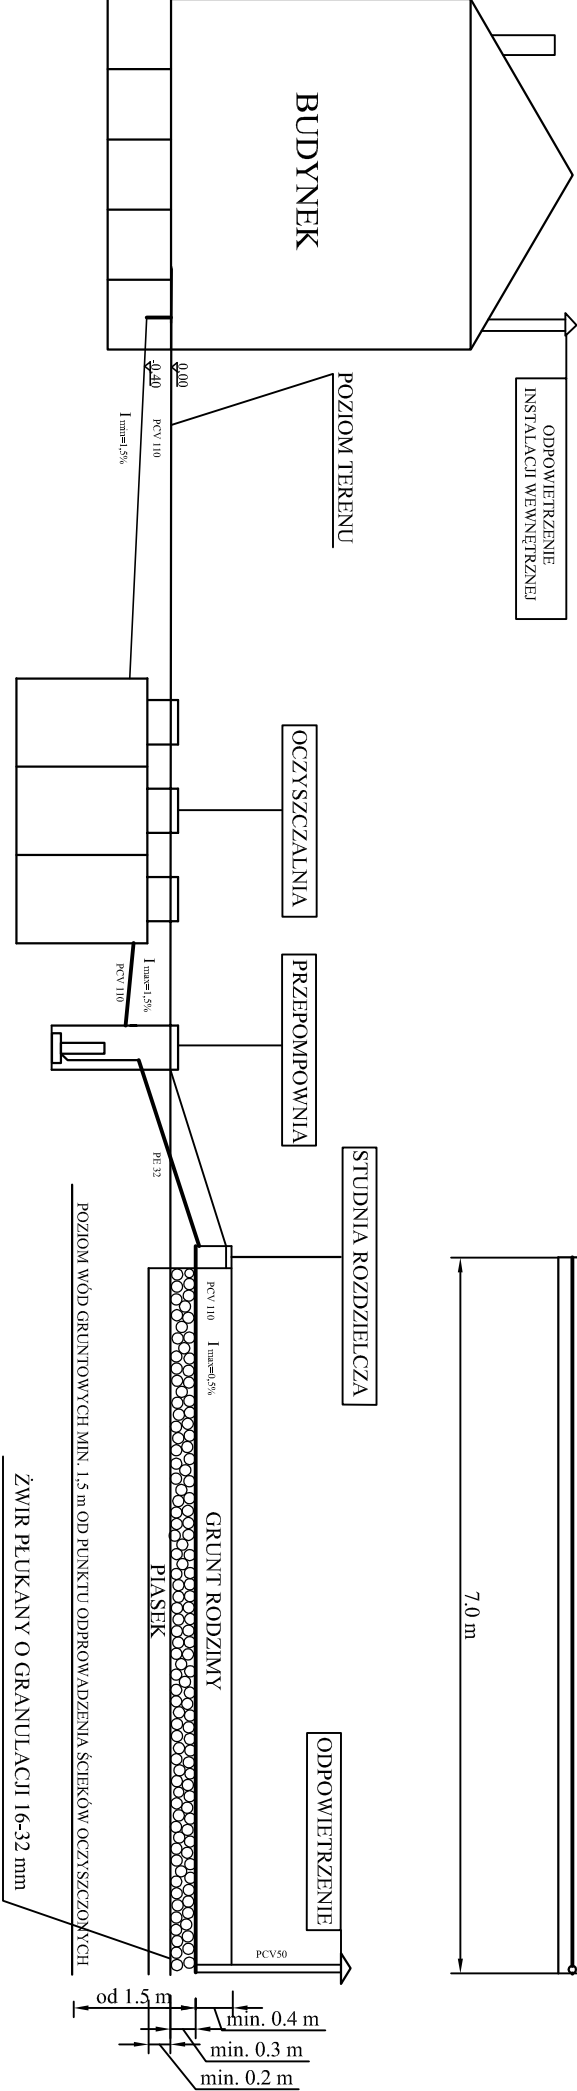 BUDYNEK
ODPOWIETRZENIE
INSTALACJI WEWNĘTRZNEJ
POZIOM TERENU
0.00
-0.40
PCV 110
I min=1,5%
OCZYSZCZALNIA
PRZEPOMPOWNIA
I max=1,5%
PCV 110
PE 32
STUDNIA ROZDZIELCZA
PCV 110
I max=0,5%
7.0 m
GRUNT RODZIMY
PIASEK
ODPOWIETRZENIE
PCV50
POZIOM WÓD GRUNTOWYCH MIN. 1,5 m OD PUNKTU ODPROWADZENIA ŚCIEKÓW OCZYSZCZONYCH
ŻWIR PŁUKANY O GRANULACJI 16-32 mm
od 1.5 m
min. 0.4 m
min. 0.3 m
min. 0.2 m